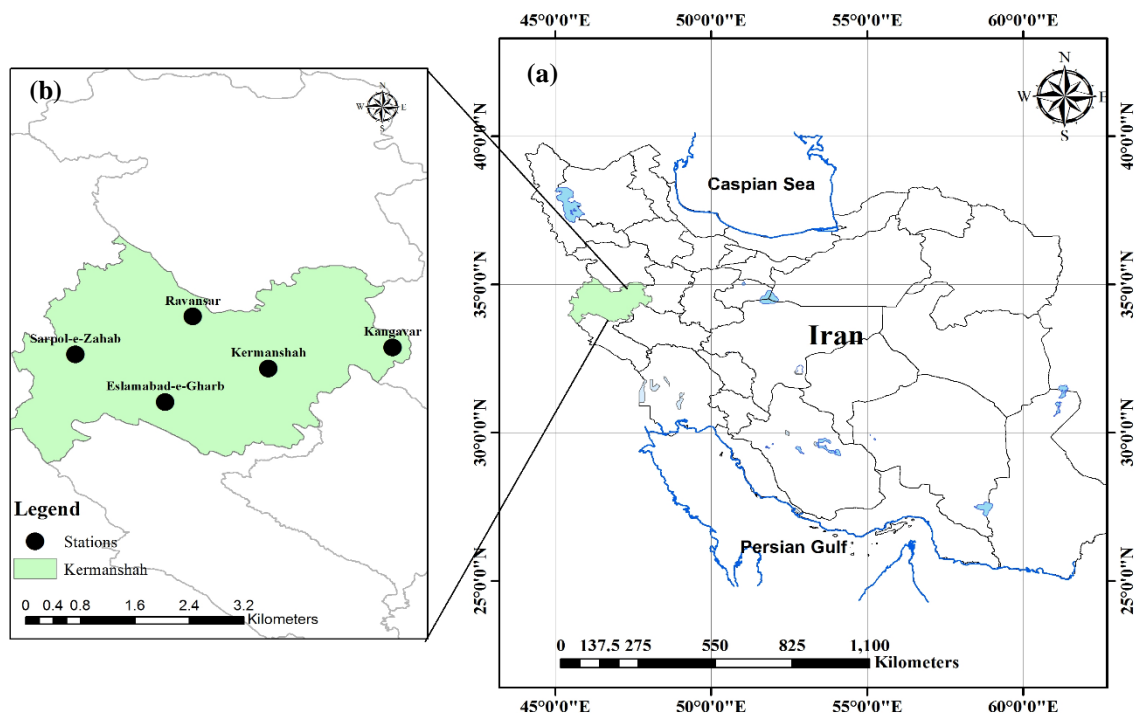 45°0'0"E 50°0'0"E 55°0'0"E 60°0'0"E
(b)
N
W E
S
Ravansar
Sarpol-e-Zahab
Kermanshah
Kangavar
Eslamabad-e-Gharb
Legend
Stations
Kermanshah
0 0.4 0.8 1.6 2.4 3.2
Kilometers
(a)
N
W E
S
40°0'0"N 40°0'0"N
Caspian Sea
35°0'0"N 35°0'0"N
Iran
30°0'0"N 30°0'0"N
Persian Gulf
25°0'0"N 25°0'0"N
0 137.5 275 550 825 1,100
Kilometers
45°0'0"E 50°0'0"E 55°0'0"E 60°0'0"E